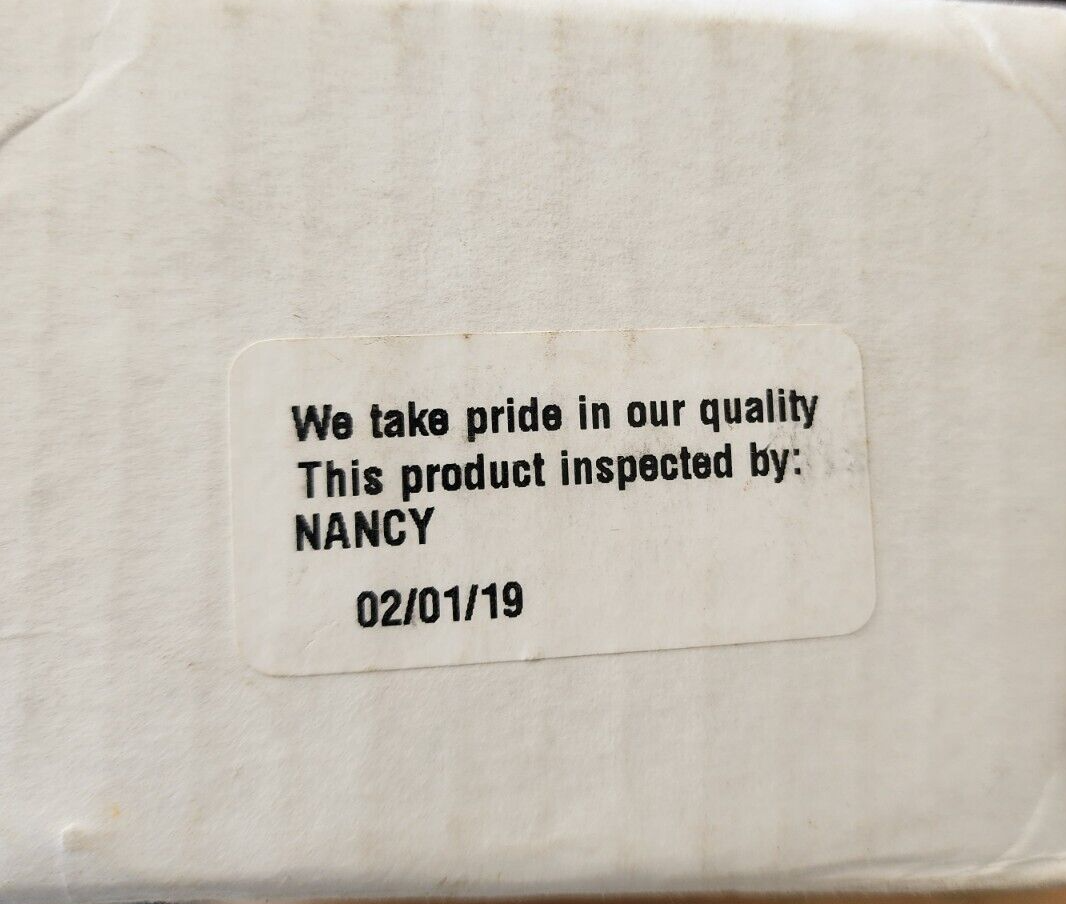 We take pride in our quality
This product inspected by:
NANCY
02/01/19